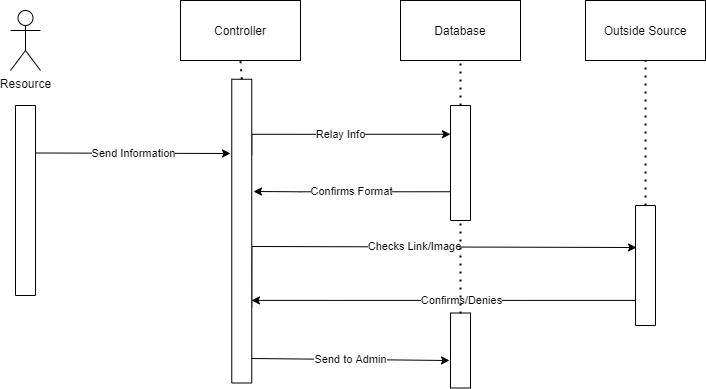 Controller
Database
Outside Source
Resource
Relay Info
Send Information
Confirms Format
Checks Link/Image
Confirms/Denies
Send to Admin